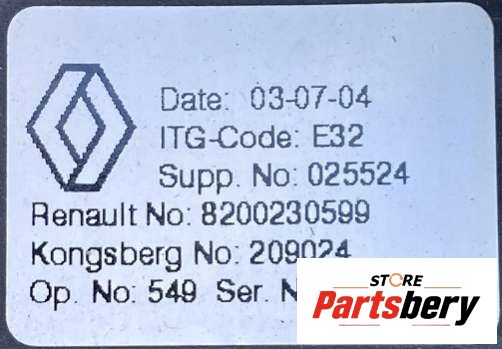 Date: 03-07-04
ITG-Code: E32
Supp. No: 025524
Renault No: 8200230599
Kongsberg No: 209024
Op. No: 549 Ser.
STORE
Partsbery